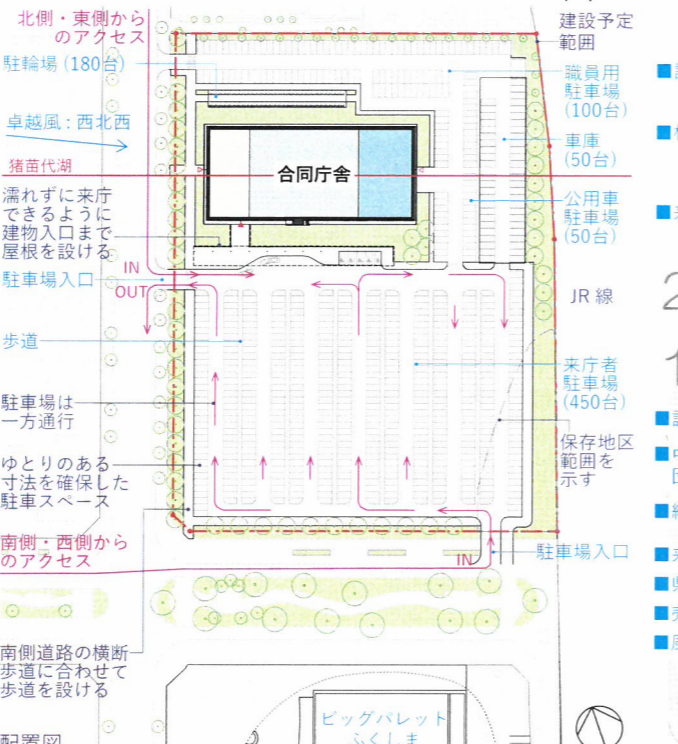 北側・東側から
のアクセス
駐輪場 (180台)
卓越風 : 西北西
猪苗代湖
濡れずに来庁
できるように
建物入口まで
屋根を設ける
駐車場入口
IN
OUT
歩道
駐車場は
一方通行
ゆとりのある
寸法を確保した
駐車スペース
南側・西側から
のアクセス
南側道路の横断
歩道に合わせて
歩道を設ける
配置図
合同庁舎
建設予定
範囲
職員用
駐車場
(100台)
車庫
(50台)
公用車
駐車場
(50台)
JR 線
来庁者
駐車場
(450台)
保存地区
範囲を
示す
駐車場入口
IN
ビッグパレット
ふくしま